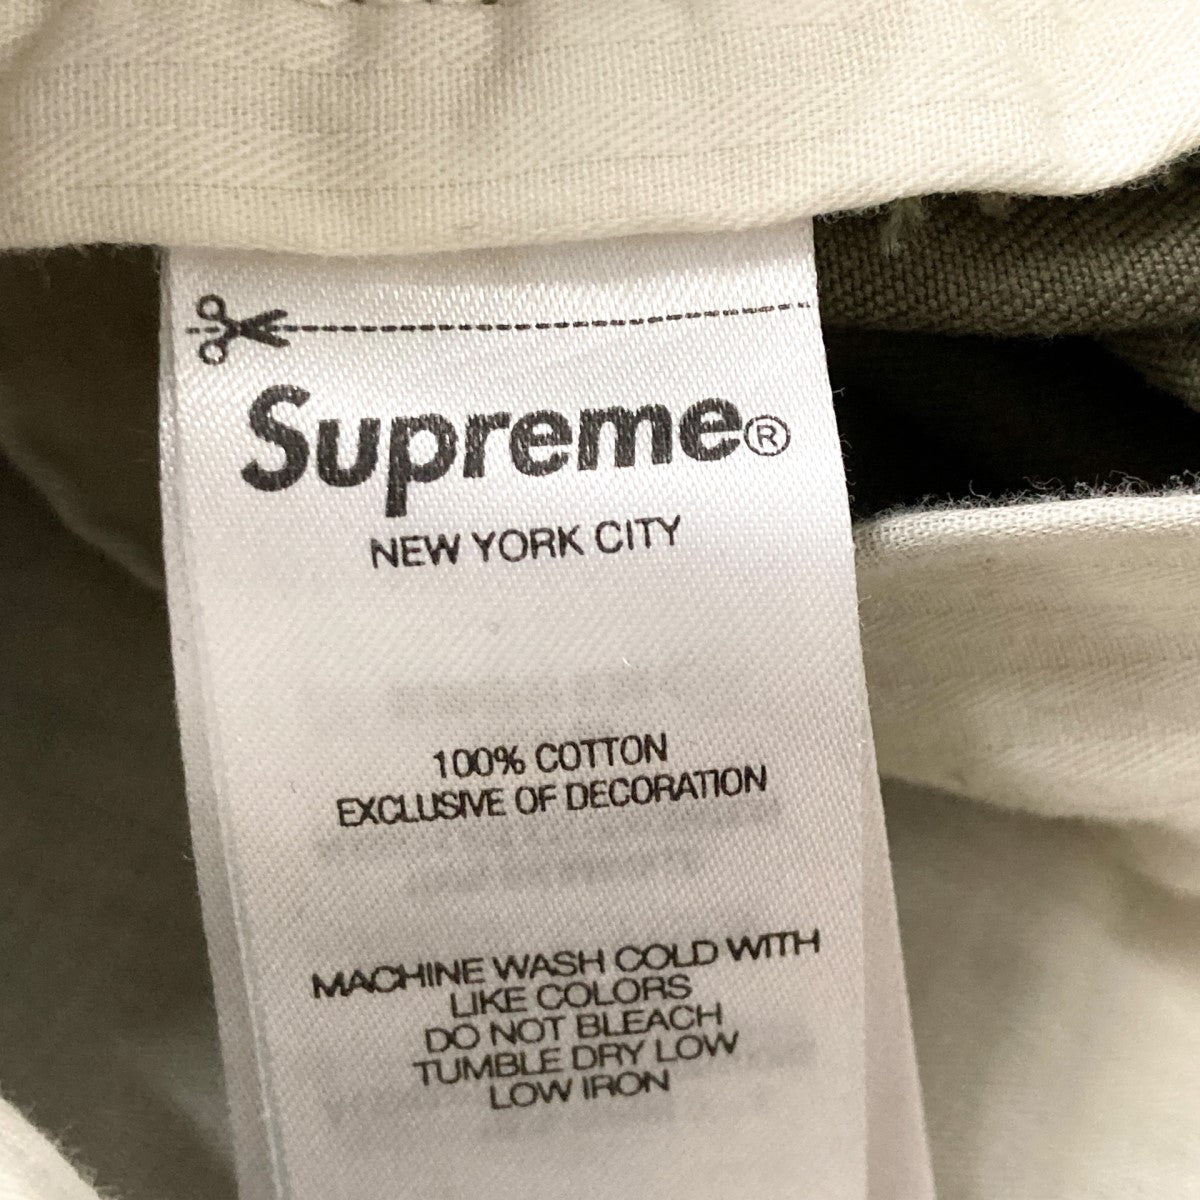 Supreme®
NEW YORK CITY
100% COTTON
EXCLUSIVE OF DECORATION
MACHINE WASH COLD WITH
LIKE COLORS
DO NOT BLEACH
TUMBLE DRY LOW
LOW IRON